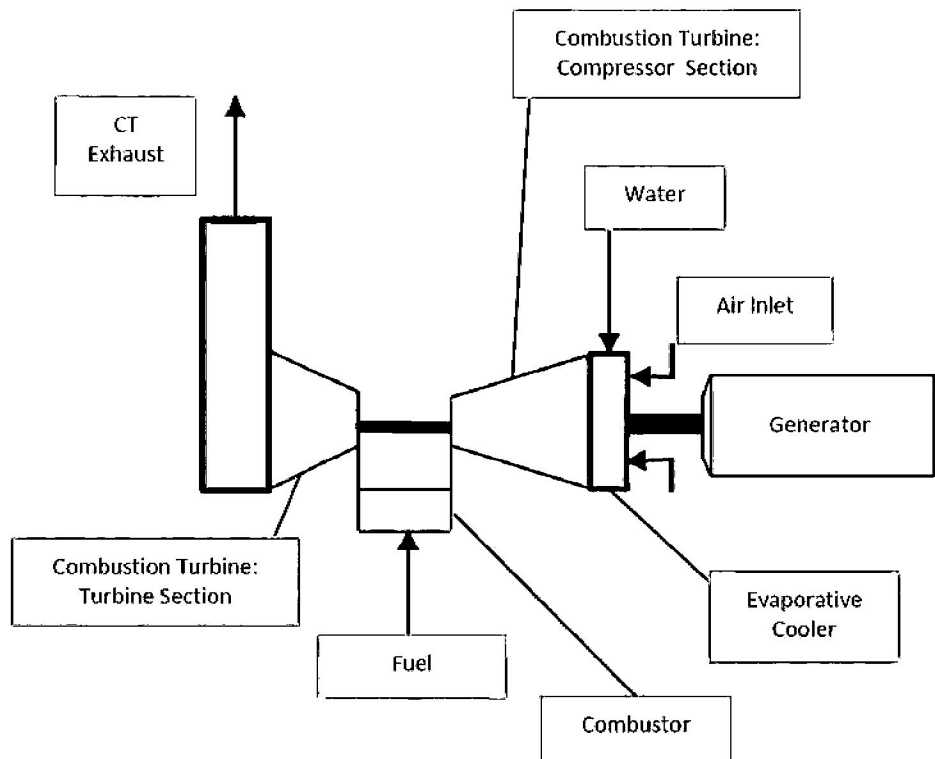 Combustion Turbine:
Compressor Section
CT
Exhaust
Water
Air Inlet
Generator
Combustion Turbine:
Turbine Section
Evaporative
Cooler
Fuel
Combustor